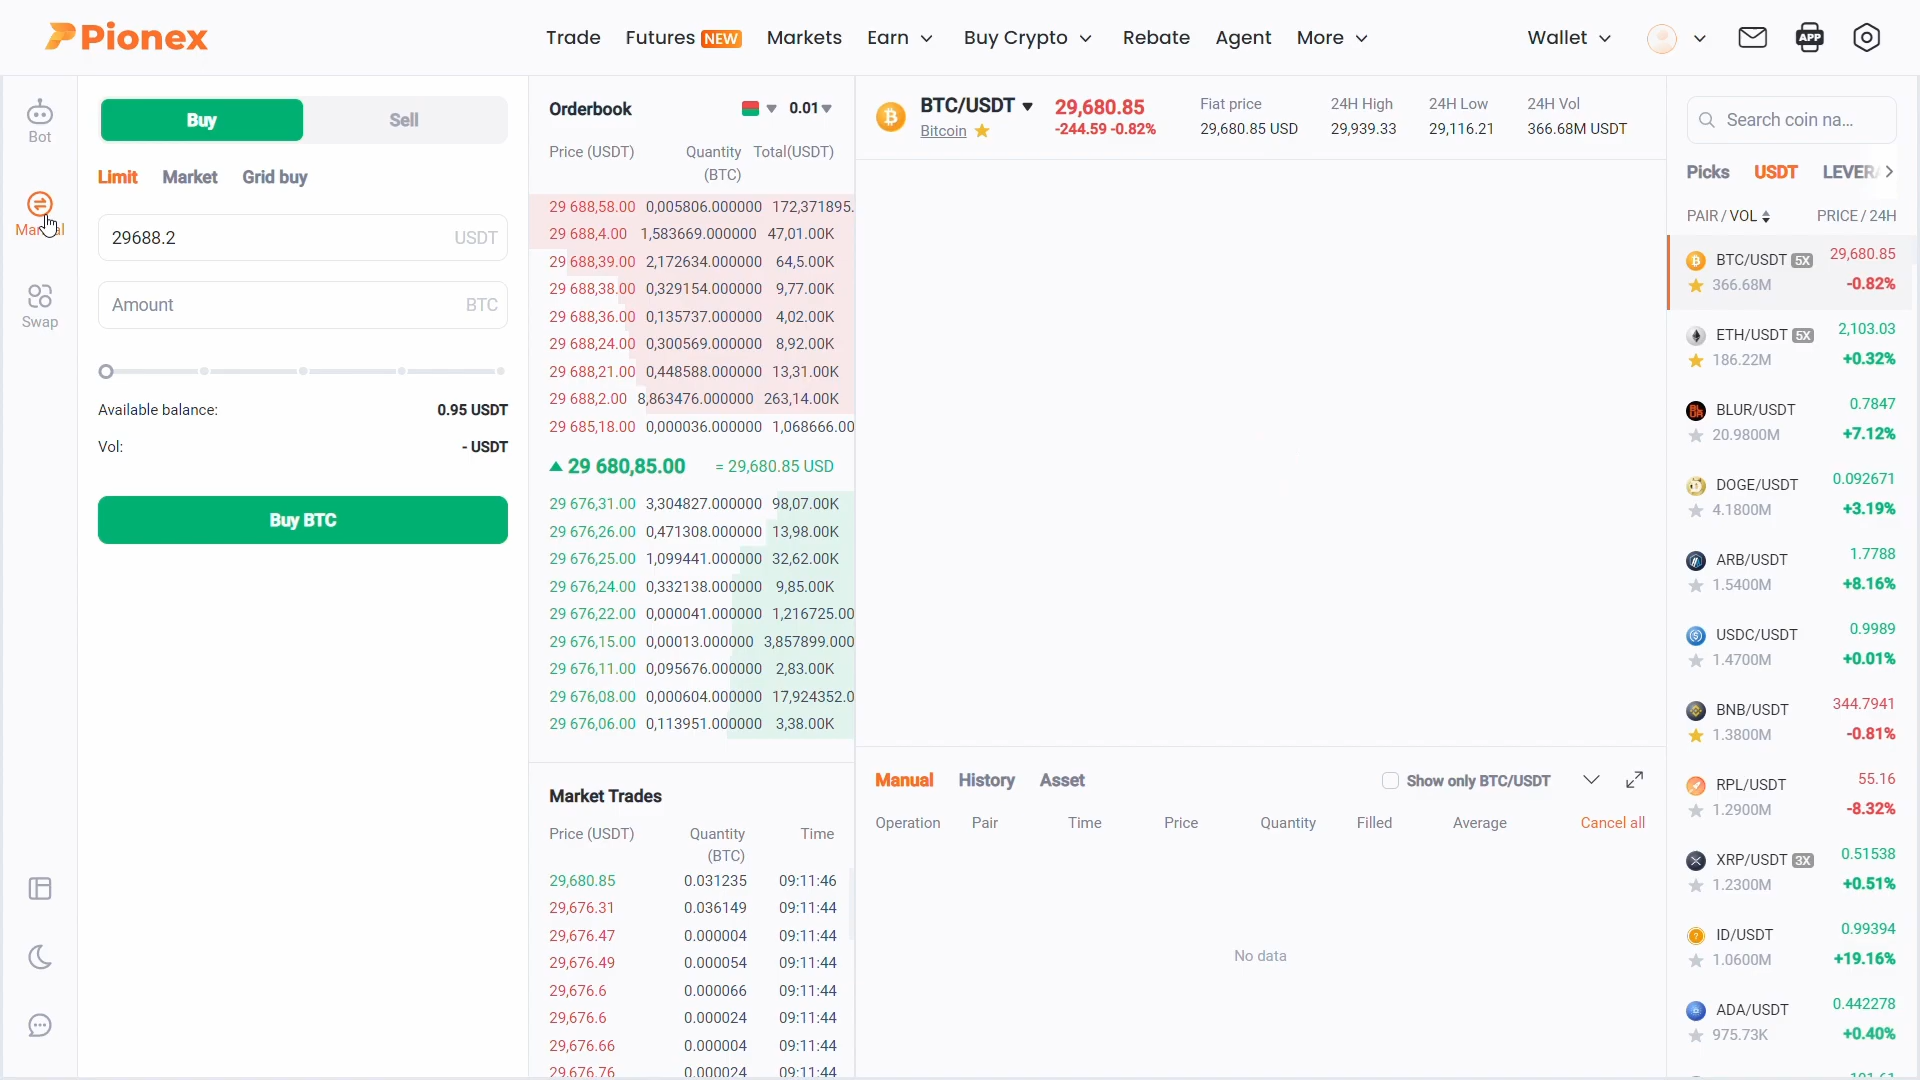 Pionex
Trade Futures NEW Markets Earn Buy Crypto Rebate Agent More Wallet APP
Bot
Manual
Swap
Buy Sell
Limit Market Grid buy
29688.2 USDT
Amount BTC
Available balance: 0.95 USDT
Vol: - USDT
Buy BTC
Orderbook 0.01
Price (USDT) Quantity Total(USDT)
(BTC)
29 688,58.00 0,005806.000000 172,371895.
29 688,4.00 1,583669.000000 47,01.00K
29 688,39.00 2,172634.000000 64,5.00K
29 688,38.00 0,329154.000000 9,77.00K
29 688,36.00 0,135737.000000 4,02.00K
29 688,24.00 0,300569.000000 8,92.00K
29 688,21.00 0,448588.000000 13,31.00K
29 688,2.00 8,863476.000000 263,14.00K
29 685,18.00 0,000036.000000 1,068666.00
29 680,85.00 = 29,680.85 USD
29 676,31.00 3,304827.000000 98,07.00K
29 676,26.00 0,471308.000000 13,98.00K
29 676,25.00 1,099441.000000 32,62.00K
29 676,24.00 0,332138.000000 9,85.00K
29 676,22.00 0,000041.000000 1,216725.00
29 676,15.00 0,00013.000000 3,857899.000
29 676,11.00 0,095676.000000 2,83.00K
29 676,08.00 0,000604.000000 17,924352.0
29 676,06.00 0,113951.000000 3,38.00K
Market Trades
Price (USDT) Quantity Time
(BTC)
29,680.85 0.031235 09:11:46
29,676.31 0.036149 09:11:44
29,676.47 0.000004 09:11:44
29,676.49 0.000054 09:11:44
29,676.6 0.000066 09:11:44
29,676.6 0.000024 09:11:44
29,676.66 0.000004 09:11:44
29,676.76 0.000024 09:11:44
BTC/USDT 29,680.85 Fiat price 24H High 24H Low 24H Vol
Bitcoin -244.59 -0.82% 29,680.85 USD 29,939.33 29,116.21 366.68M USDT
Manual History Asset Show only BTC/USDT
Operation Pair Time Price Quantity Filled Average Cancel all
No data
Search coin na...
Picks USDT LEVER
PAIR / VOL PRICE / 24H
BTC/USDT 5X 29,680.85
366.68M -0.82%
ETH/USDT 5X 2,103.03
186.22M +0.32%
BLUR/USDT 0.7847
20.9800M +7.12%
DOGE/USDT 0.092671
4.1800M +3.19%
ARB/USDT 1.7788
1.5400M +8.16%
USDC/USDT 0.9989
1.4700M +0.01%
BNB/USDT 344.7941
1.3800M -0.81%
RPL/USDT 55.16
1.2900M -8.32%
XRP/USDT 3X 0.51538
1.2300M +0.51%
ID/USDT 0.99394
1.0600M +19.16%
ADA/USDT 0.442278
975.73K +0.40%